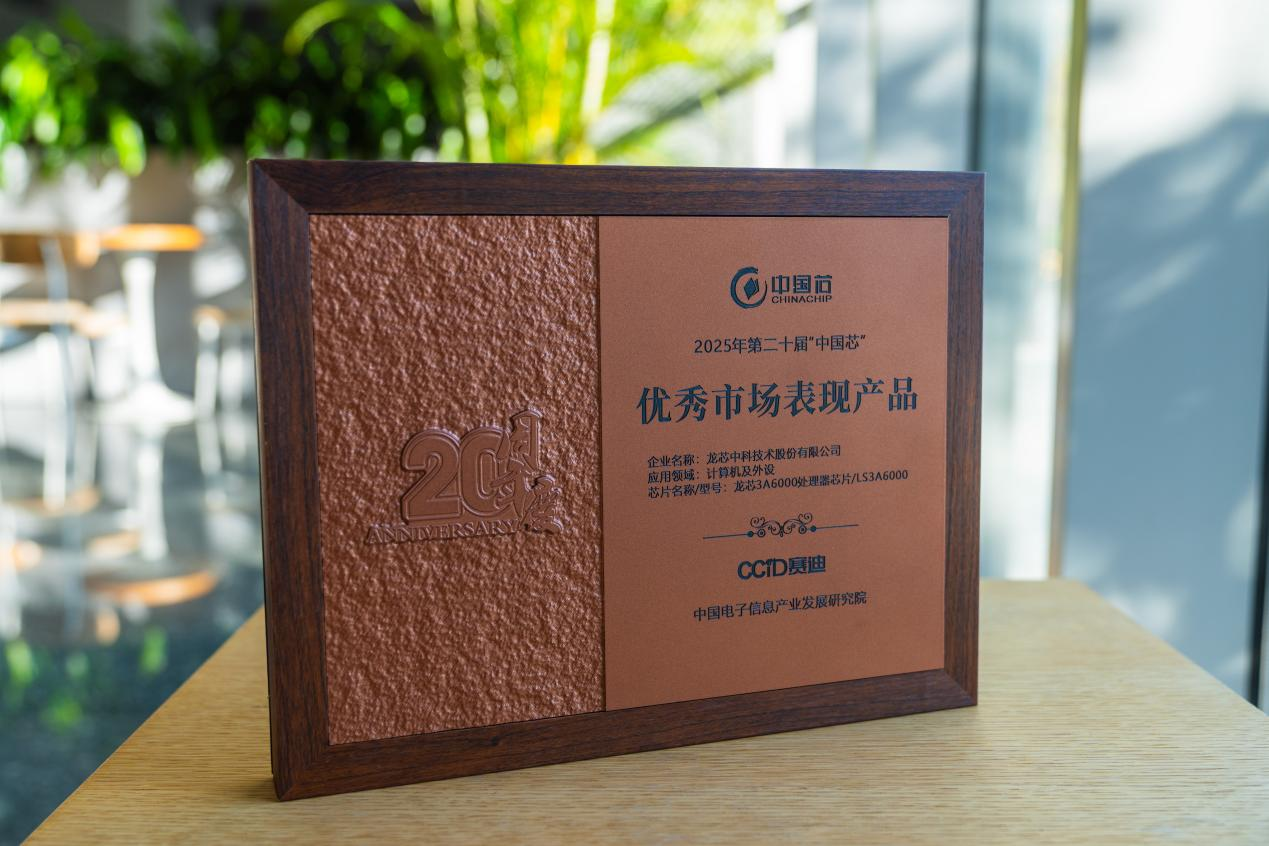 20周年
ANNIVERSARY
中国芯
CHINACHIP
2025年第二十届"中国芯"
优秀市场表现产品
企业名称：龙芯中科技术股份有限公司
应用领域：计算机及外设
芯片名称/型号：龙芯3A6000处理器芯片/LS3A6000
CCID赛迪
中国电子信息产业发展研究院